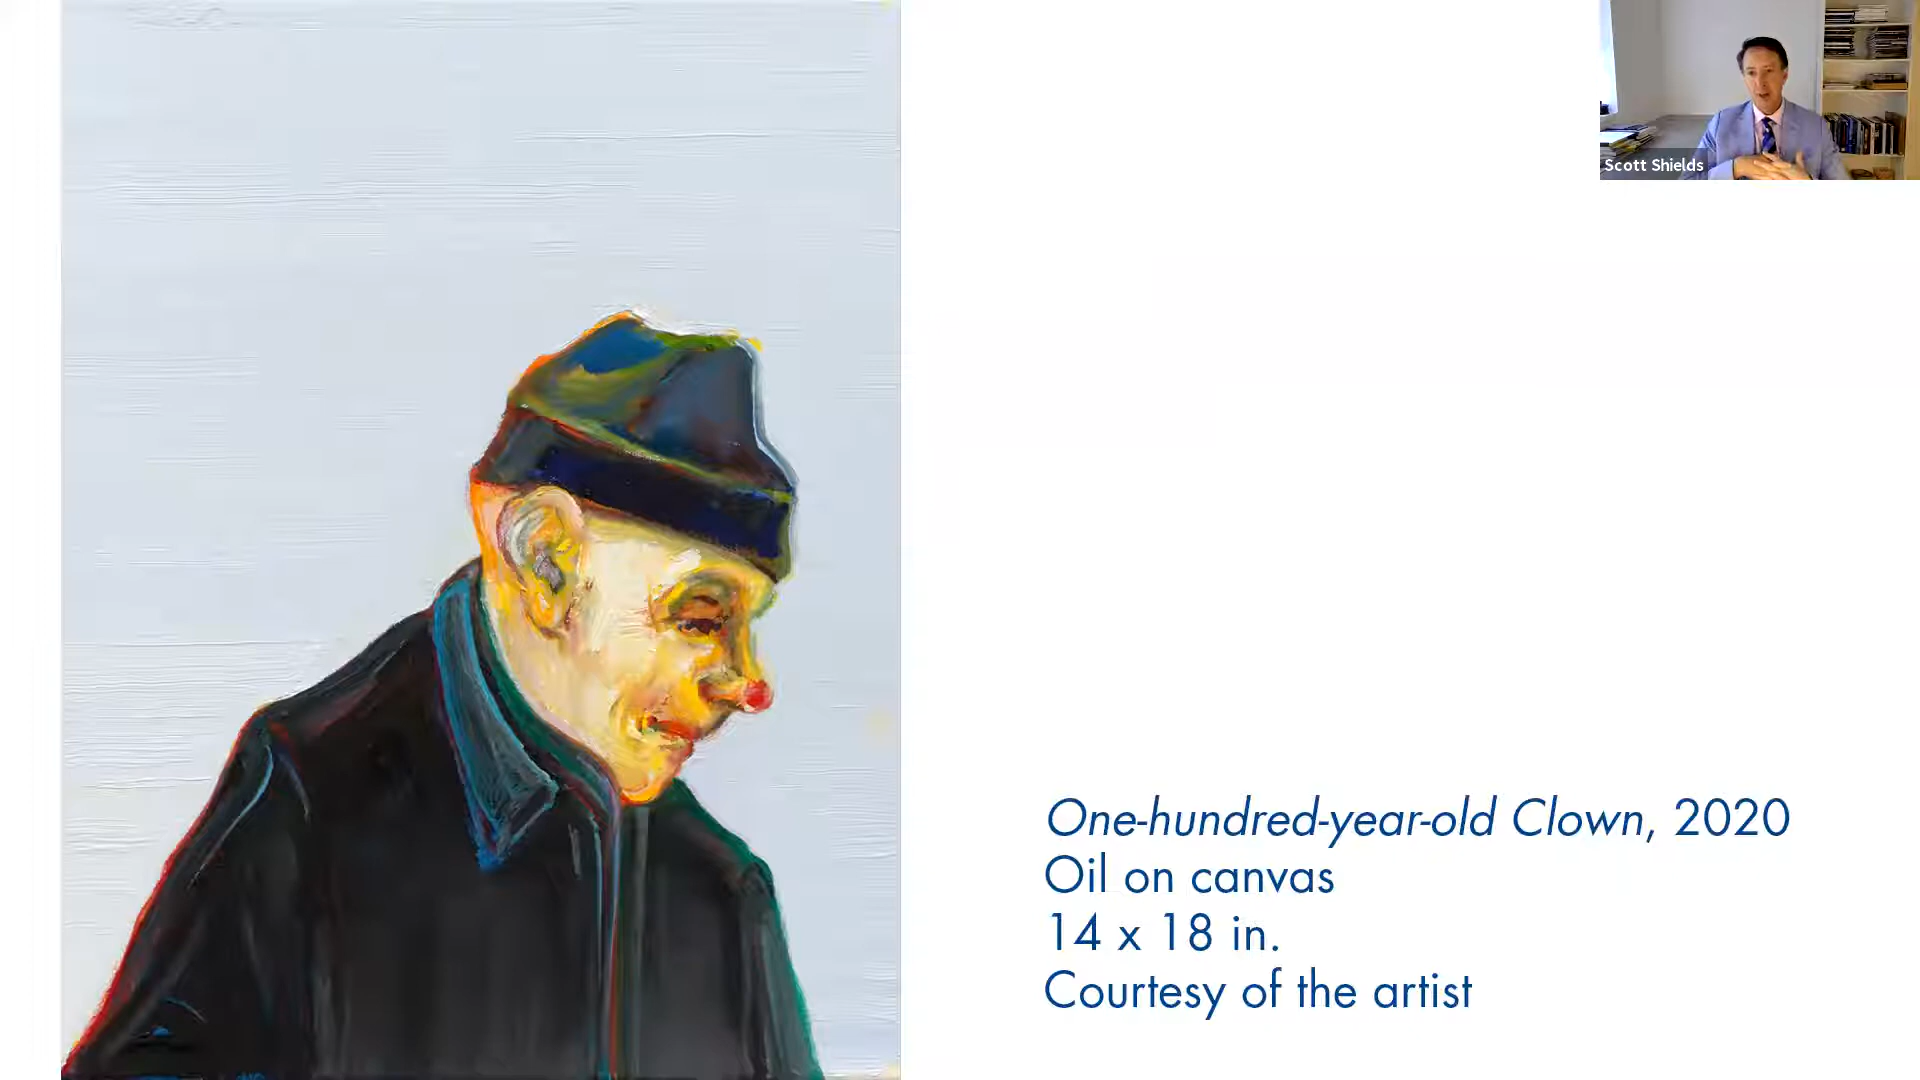 Scott Shields
One-hundred-year-old Clown, 2020
Oil on canvas
14 x 18 in.
Courtesy of the artist